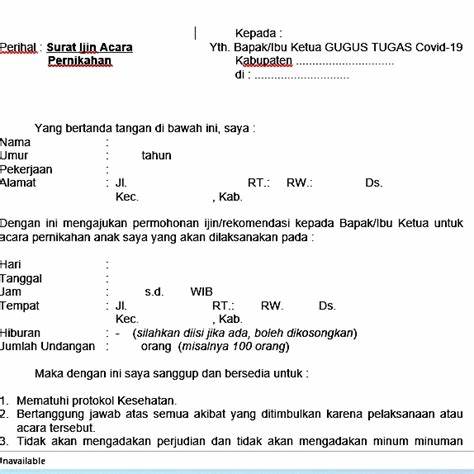 Kepada :
Perihal : Surat Ijin Acara Yth. Bapak/Ibu Ketua GUGUS TUGAS Covid-19
Pernikahan Kabupaten ..............................
di : .............................
Yang bertanda tangan di bawah ini, saya :
Nama :
Umur : tahun
Pekerjaan :
Alamat : Jl. RT.: RW.: Ds.
Kec. , Kab.
Dengan ini mengajukan permohonan ijin/rekomendasi kepada Bapak/Ibu Ketua untuk
acara pernikahan anak saya yang akan dilaksanakan pada :
Hari :
Tanggal :
Jam : s.d. WIB
Tempat : Jl. RT.: RW. Ds.
Kec. , Kab.
Hiburan : - (silahkan diisi jika ada, boleh dikosongkan)
Jumlah Undangan : orang (misalnya 100 orang)
Maka dengan ini saya sanggup dan bersedia untuk :
1. Mematuhi protokol Kesehatan.
2. Bertanggung jawab atas semua akibat yang ditimbulkan karena pelaksanaan atau
acara tersebut.
3. Tidak akan mengadakan perjudian dan tidak akan mengadakan minum minuman
navailable